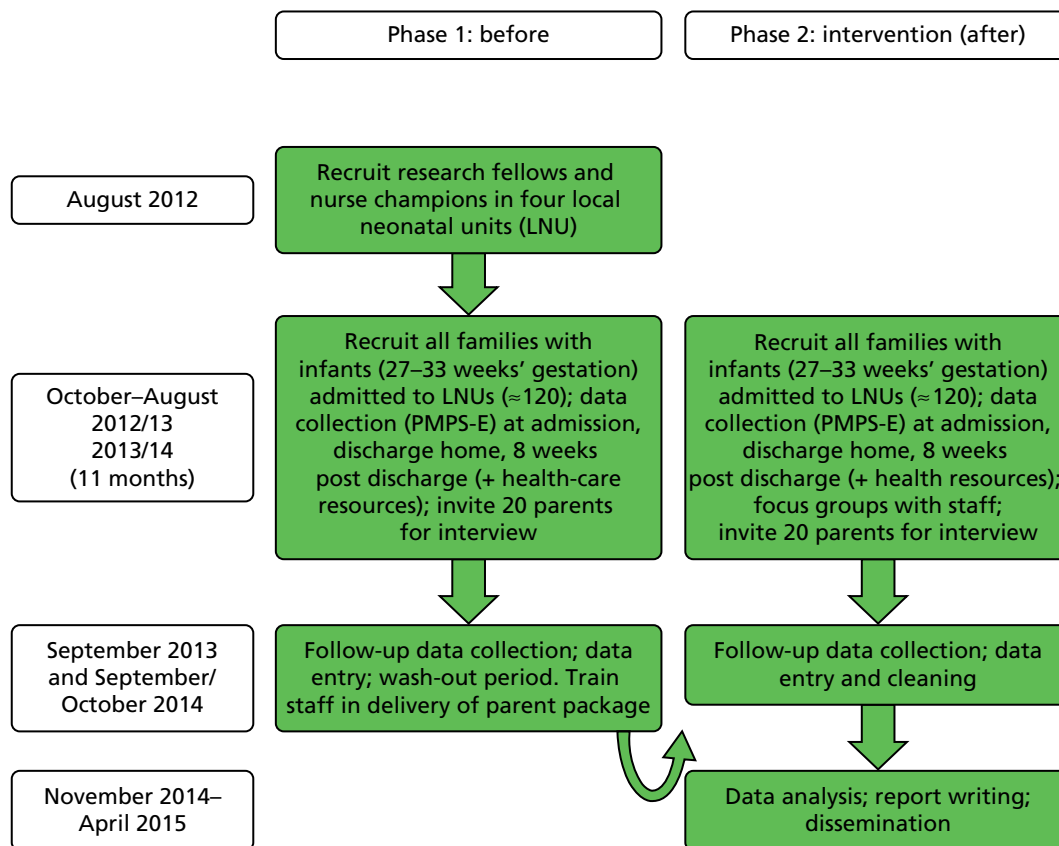 Phase 1: before
Phase 2: intervention (after)
August 2012
Recruit research fellows and
nurse champions in four local
neonatal units (LNU)
October–August
2012/13
2013/14
(11 months)
Recruit all families with
infants (27–33 weeks’ gestation)
admitted to LNUs (≈120); data
collection (PMPS-E) at admission,
discharge home, 8 weeks
post discharge (+ health-care
resources); invite 20 parents
for interview
Recruit all families with
infants (27–33 weeks’ gestation)
admitted to LNUs (≈120); data
collection (PMPS-E) at admission,
discharge home, 8 weeks
post discharge (+ health resources);
focus groups with staff;
invite 20 parents for interview
September 2013
and September/
October 2014
Follow-up data collection; data
entry; wash-out period. Train
staff in delivery of parent package
Follow-up data collection; data
entry and cleaning
November 2014–
April 2015
Data analysis; report writing;
dissemination